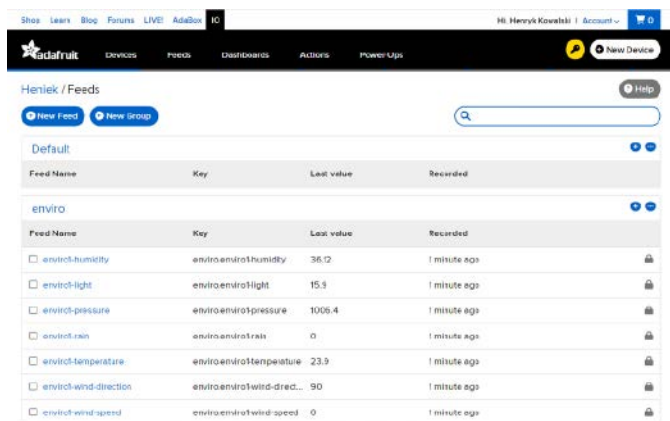 Shop Learn Blog Forums LIVE! AdaBox IO Hi, Henryk Kowalski | Account 0
adafruit Devices Feeds Dashboards Actions Power-Ups New Device
Heniek / Feeds Help
New Feed New Group
Default
Feed Name Key Last value Recorded
enviro
Feed Name Key Last value Recorded
enviro1-humidity enviro.enviro1-humidity 36.12 1 minute ago
enviro1-light enviro.enviro1-light 15.9 1 minute ago
enviro1-pressure enviro.enviro1-pressure 1006.4 1 minute ago
enviro1-rain enviro.enviro1-rain 0 1 minute ago
enviro1-temperature enviro.enviro1-temperature 23.9 1 minute ago
enviro1-wind-direction enviro.enviro1-wind-direc... 90 1 minute ago
enviro1-wind-speed enviro.enviro1-wind-speed 0 1 minute ago